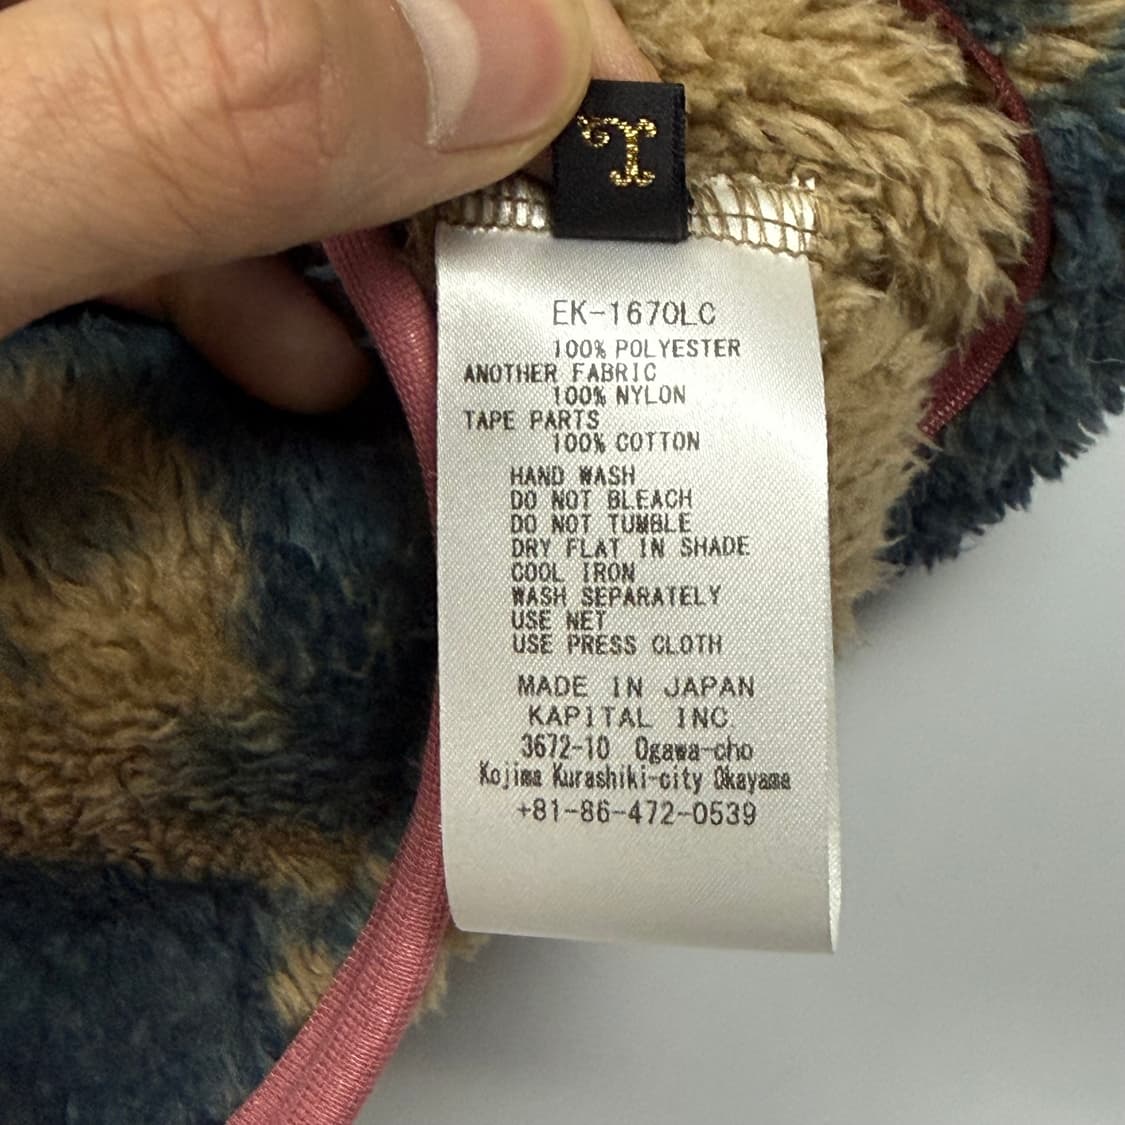 EK-1670LC
100% POLYESTER
ANOTHER FABRIC
100% NYLON
TAPE PARTS
100% COTTON
HAND WASH
DO NOT BLEACH
DO NOT TUMBLE
DRY FLAT IN SHADE
COOL IRON
WASH SEPARATELY
USE NET
USE PRESS CLOTH
MADE IN JAPAN
KAPITAL INC.
3672-10 Ogawa-cho
Kojima Kurashiki-city Okayama
+81-86-472-0539